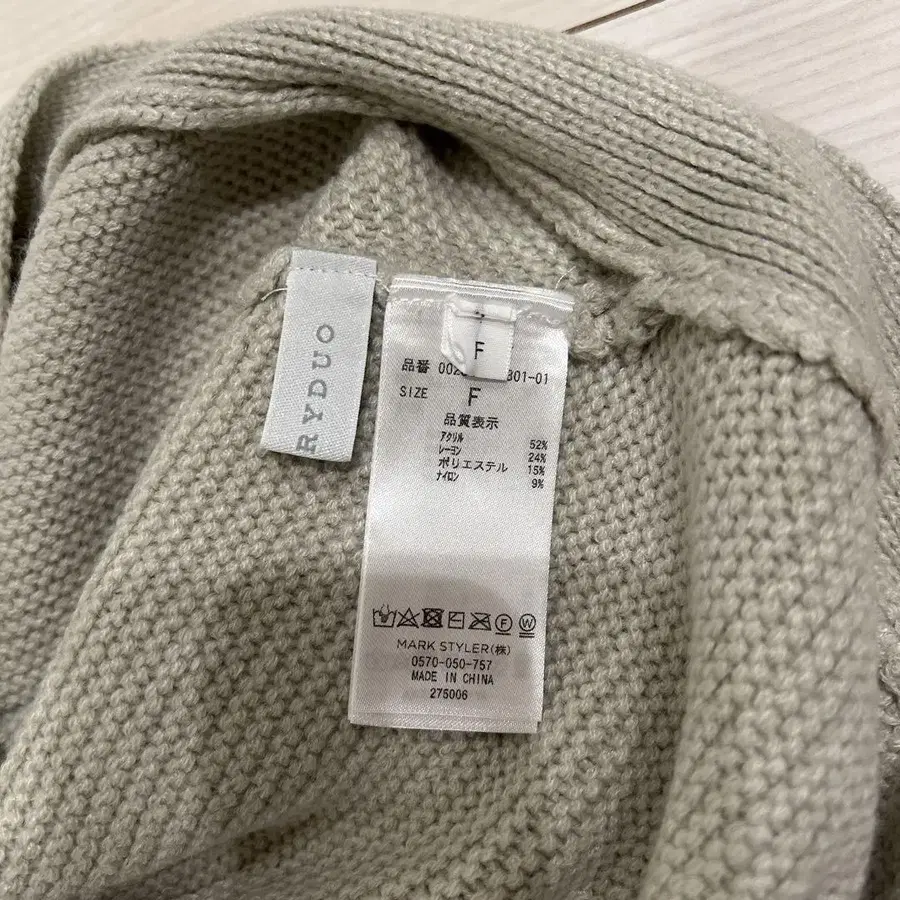 RYDUO
F
品番 002 301-01
SIZE F
品質表示
アクリル 52%
レーヨン 24%
ポリエステル 15%
ナイロン 9%
F W
MARK STYLER(株)
0570-050-757
MADE IN CHINA
275006